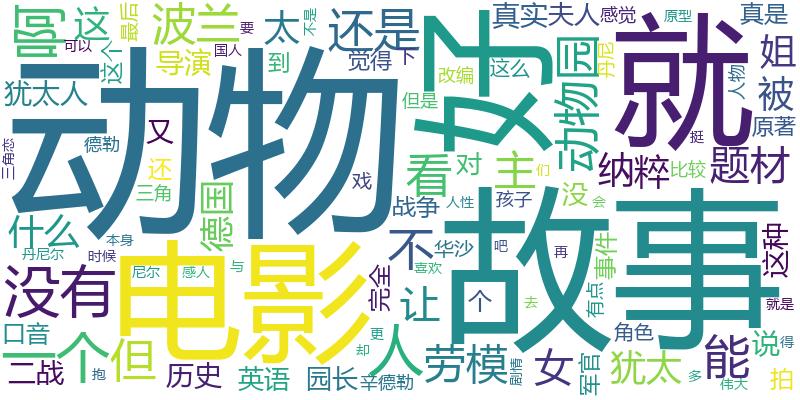 啊
这
波兰
太
还是
好
真实
夫人
感觉
原型
真是
最后
可以
国人
要
不是
就
这个
导演
到
觉得
下
改编
这么
丹尼
人物
姐
犹太人
动物
但是
动物园
被
原著
三角恋
德勒
又
还
三角
戏
看
对
主
没
们
会
纳粹
比较
挺
题材
什么
德国
战争
人性
孩子
本身
丹尼尔
时候
不
华沙
吧
再
故事
事件
这种
没有
电影
尼尔
感人
与
完全
喜欢
让
个
去
有点
就是
口音
一个
但
更
却
人
劳模
剧情
女
军官
角色
犹太
能
说
得
二战
抱
历史
英语
园长
辛德勒
多
伟大
拍